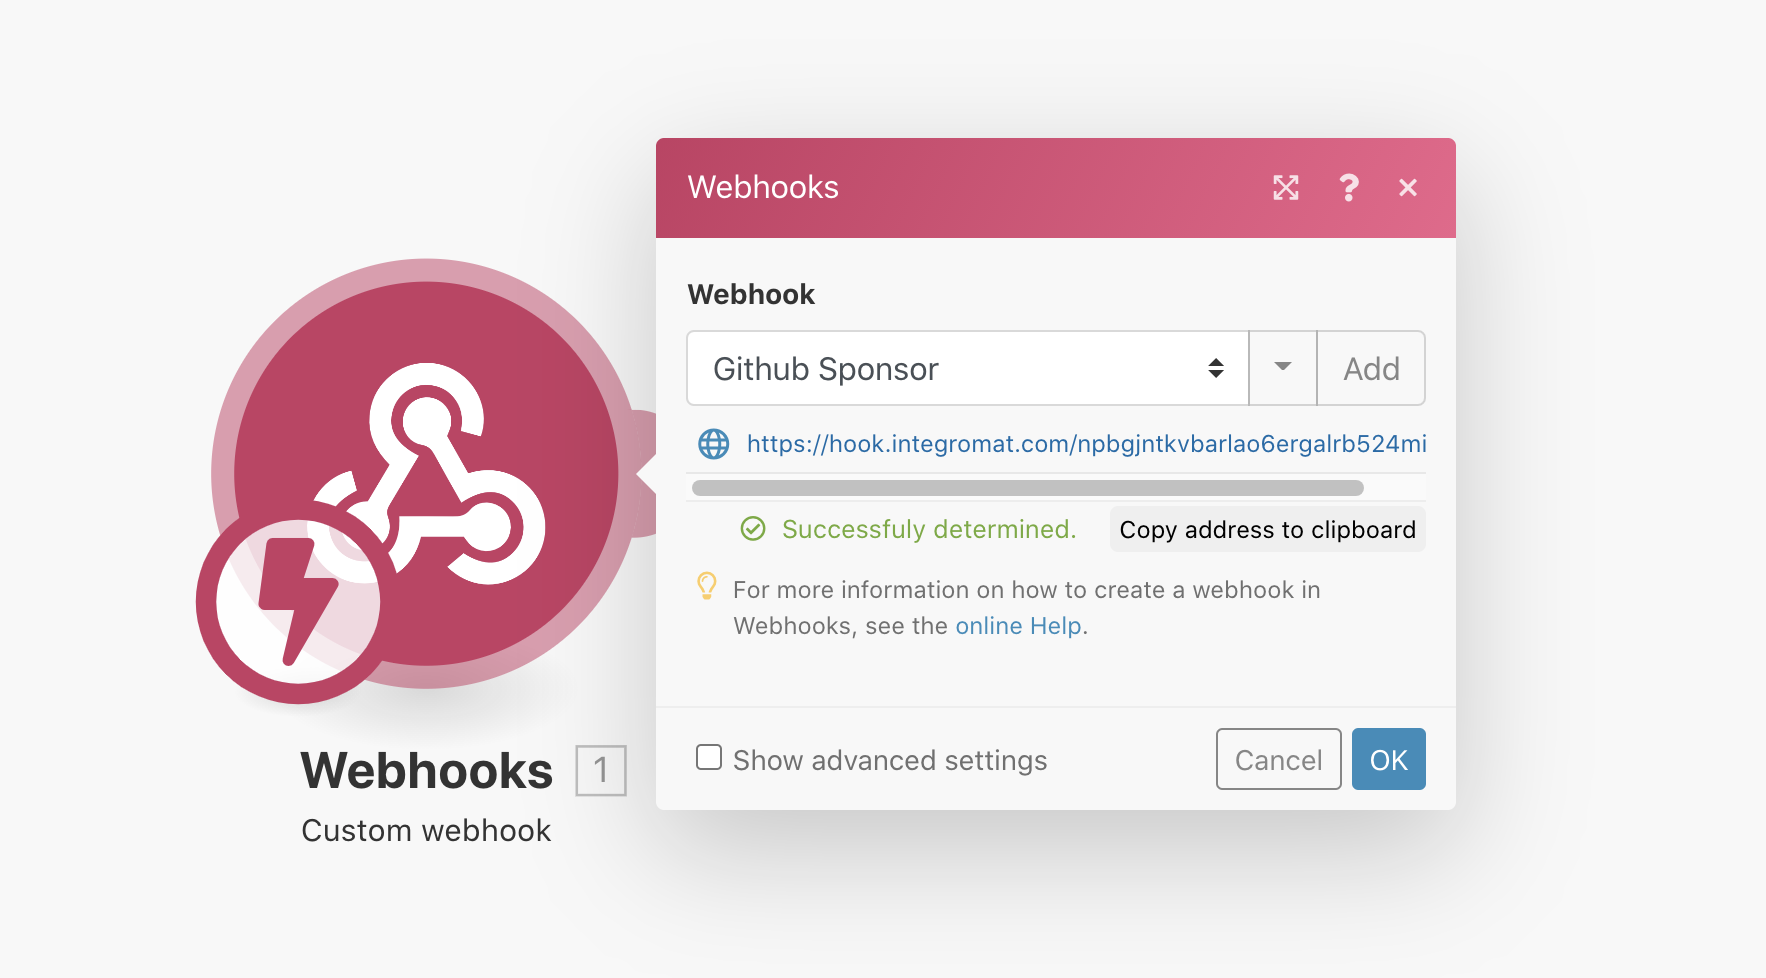 Webhooks
Webhook
Github Sponsor
Add
https://hook.integromat.com/npbgjntkvbarlao6ergalrb524mi
Successfuly determined.
Copy address to clipboard
For more information on how to create a webhook in
Webhooks, see the online Help.
Show advanced settings
Cancel
OK
Webhooks 1
Custom webhook